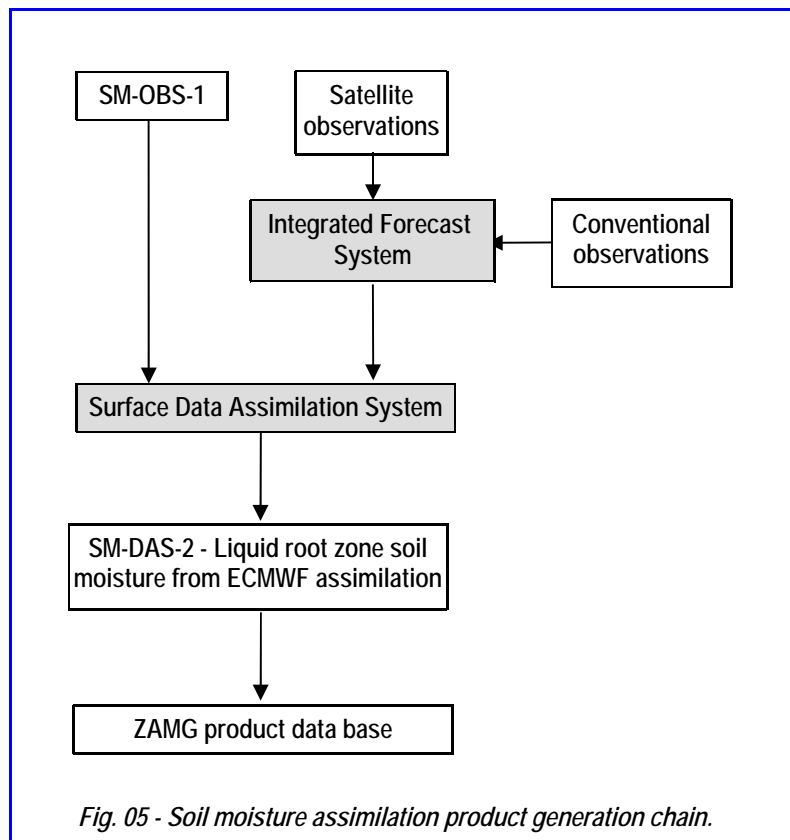 SM-OBS-1
Satellite
observations
Integrated Forecast
System
Conventional
observations
Surface Data Assimilation System
SM-DAS-2 - Liquid root zone soil
moisture from ECMWF assimilation
ZAMG product data base
Fig. 05 - Soil moisture assimilation product generation chain.